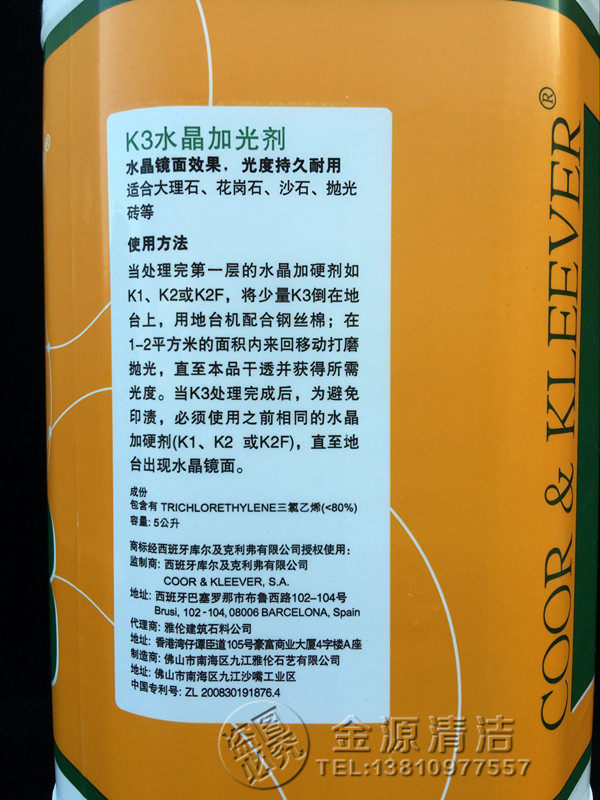 K3水晶加光剂
水晶镜面效果，光度持久耐用
适合大理石、花岗石、沙石、抛光
砖等
使用方法
当处理完第一层的水晶加硬剂如
K1、K2或K2F，将少量K3倒在地
台上，用地台机配合钢丝棉；在
1-2平方米的面积内来回移动打磨
抛光，直至本品干透并获得所需
光度。当K3处理完成后，为避免
印渍，必须使用之前相同的水晶
加硬剂(K1、K2 或K2F)，直至地
台出现水晶镜面。
成份
包含有 TRICHLORETHYLENE三氯乙烯(<80%)
容量: 5公升
商标经西班牙库尔及克利弗有限公司授权使用：
监制商: 西班牙库尔及克利弗有限公司
COOR & KLEEVER, S.A.
地址: 西班牙巴塞罗那市布鲁西路102-104号
Brusi, 102-104, 08006 BARCELONA, Spain
代理商: 雅伦建筑石料公司
地址: 香港湾仔谭臣道105号豪富商业大厦4字楼A座
制造商: 佛山市南海区九江雅伦石艺有限公司
地址: 佛山市南海区九江沙嘴工业区
中国专利号: ZL 200830191876.4
COOR & KLEEVER®
金源清洁
TEL:13810977557